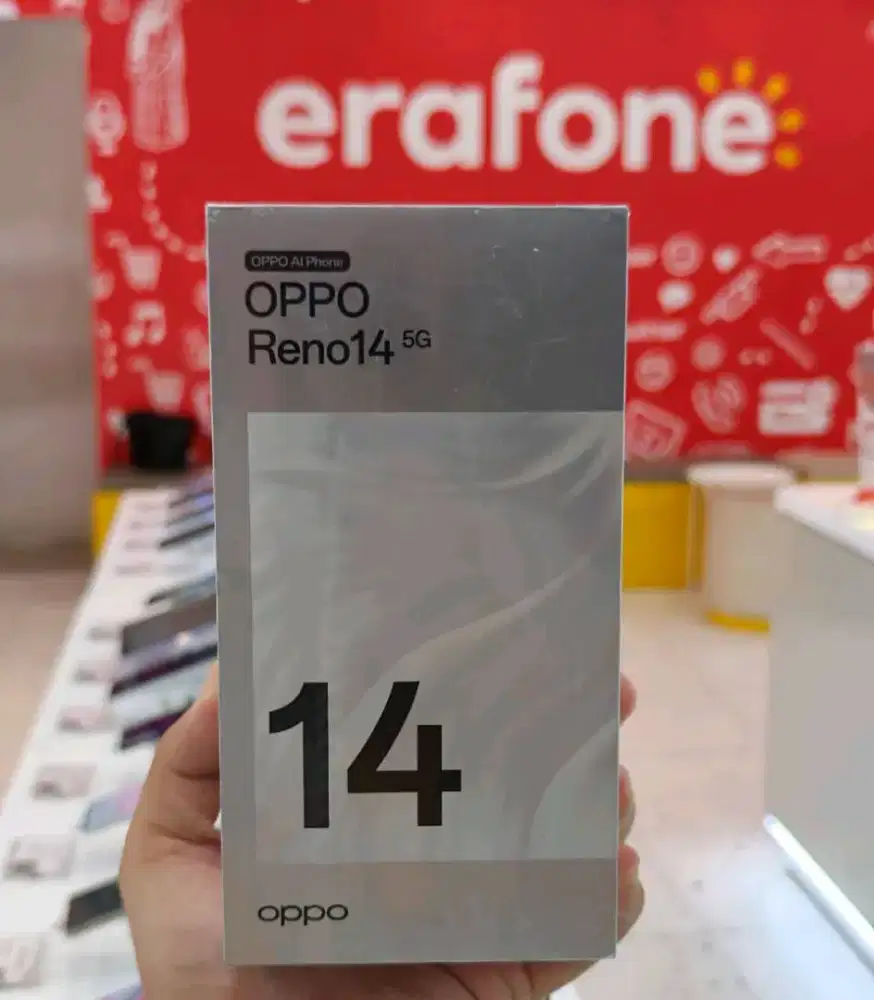 erafone
OPPO AI Phone
OPPO
Reno14 5G
14
oppo